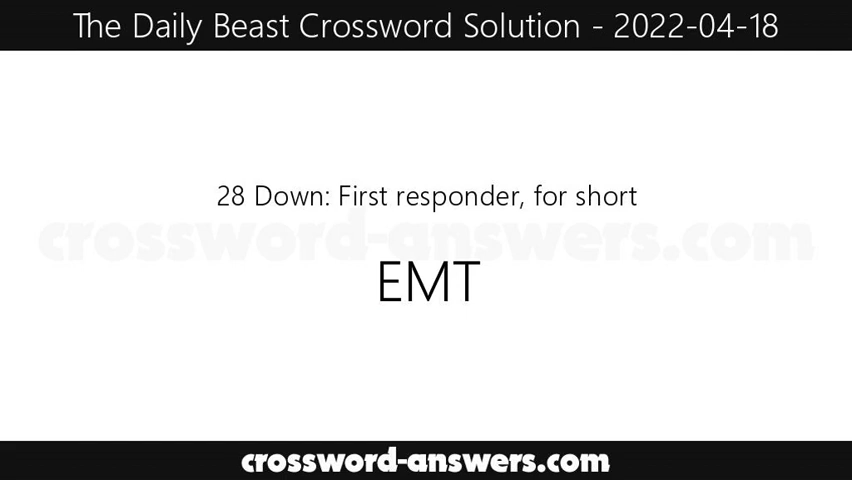 The Daily Beast Crossword Solution - 2022-04-18
28 Down: First responder, for short
crossword-answers.com
EMT
crossword-answers.com